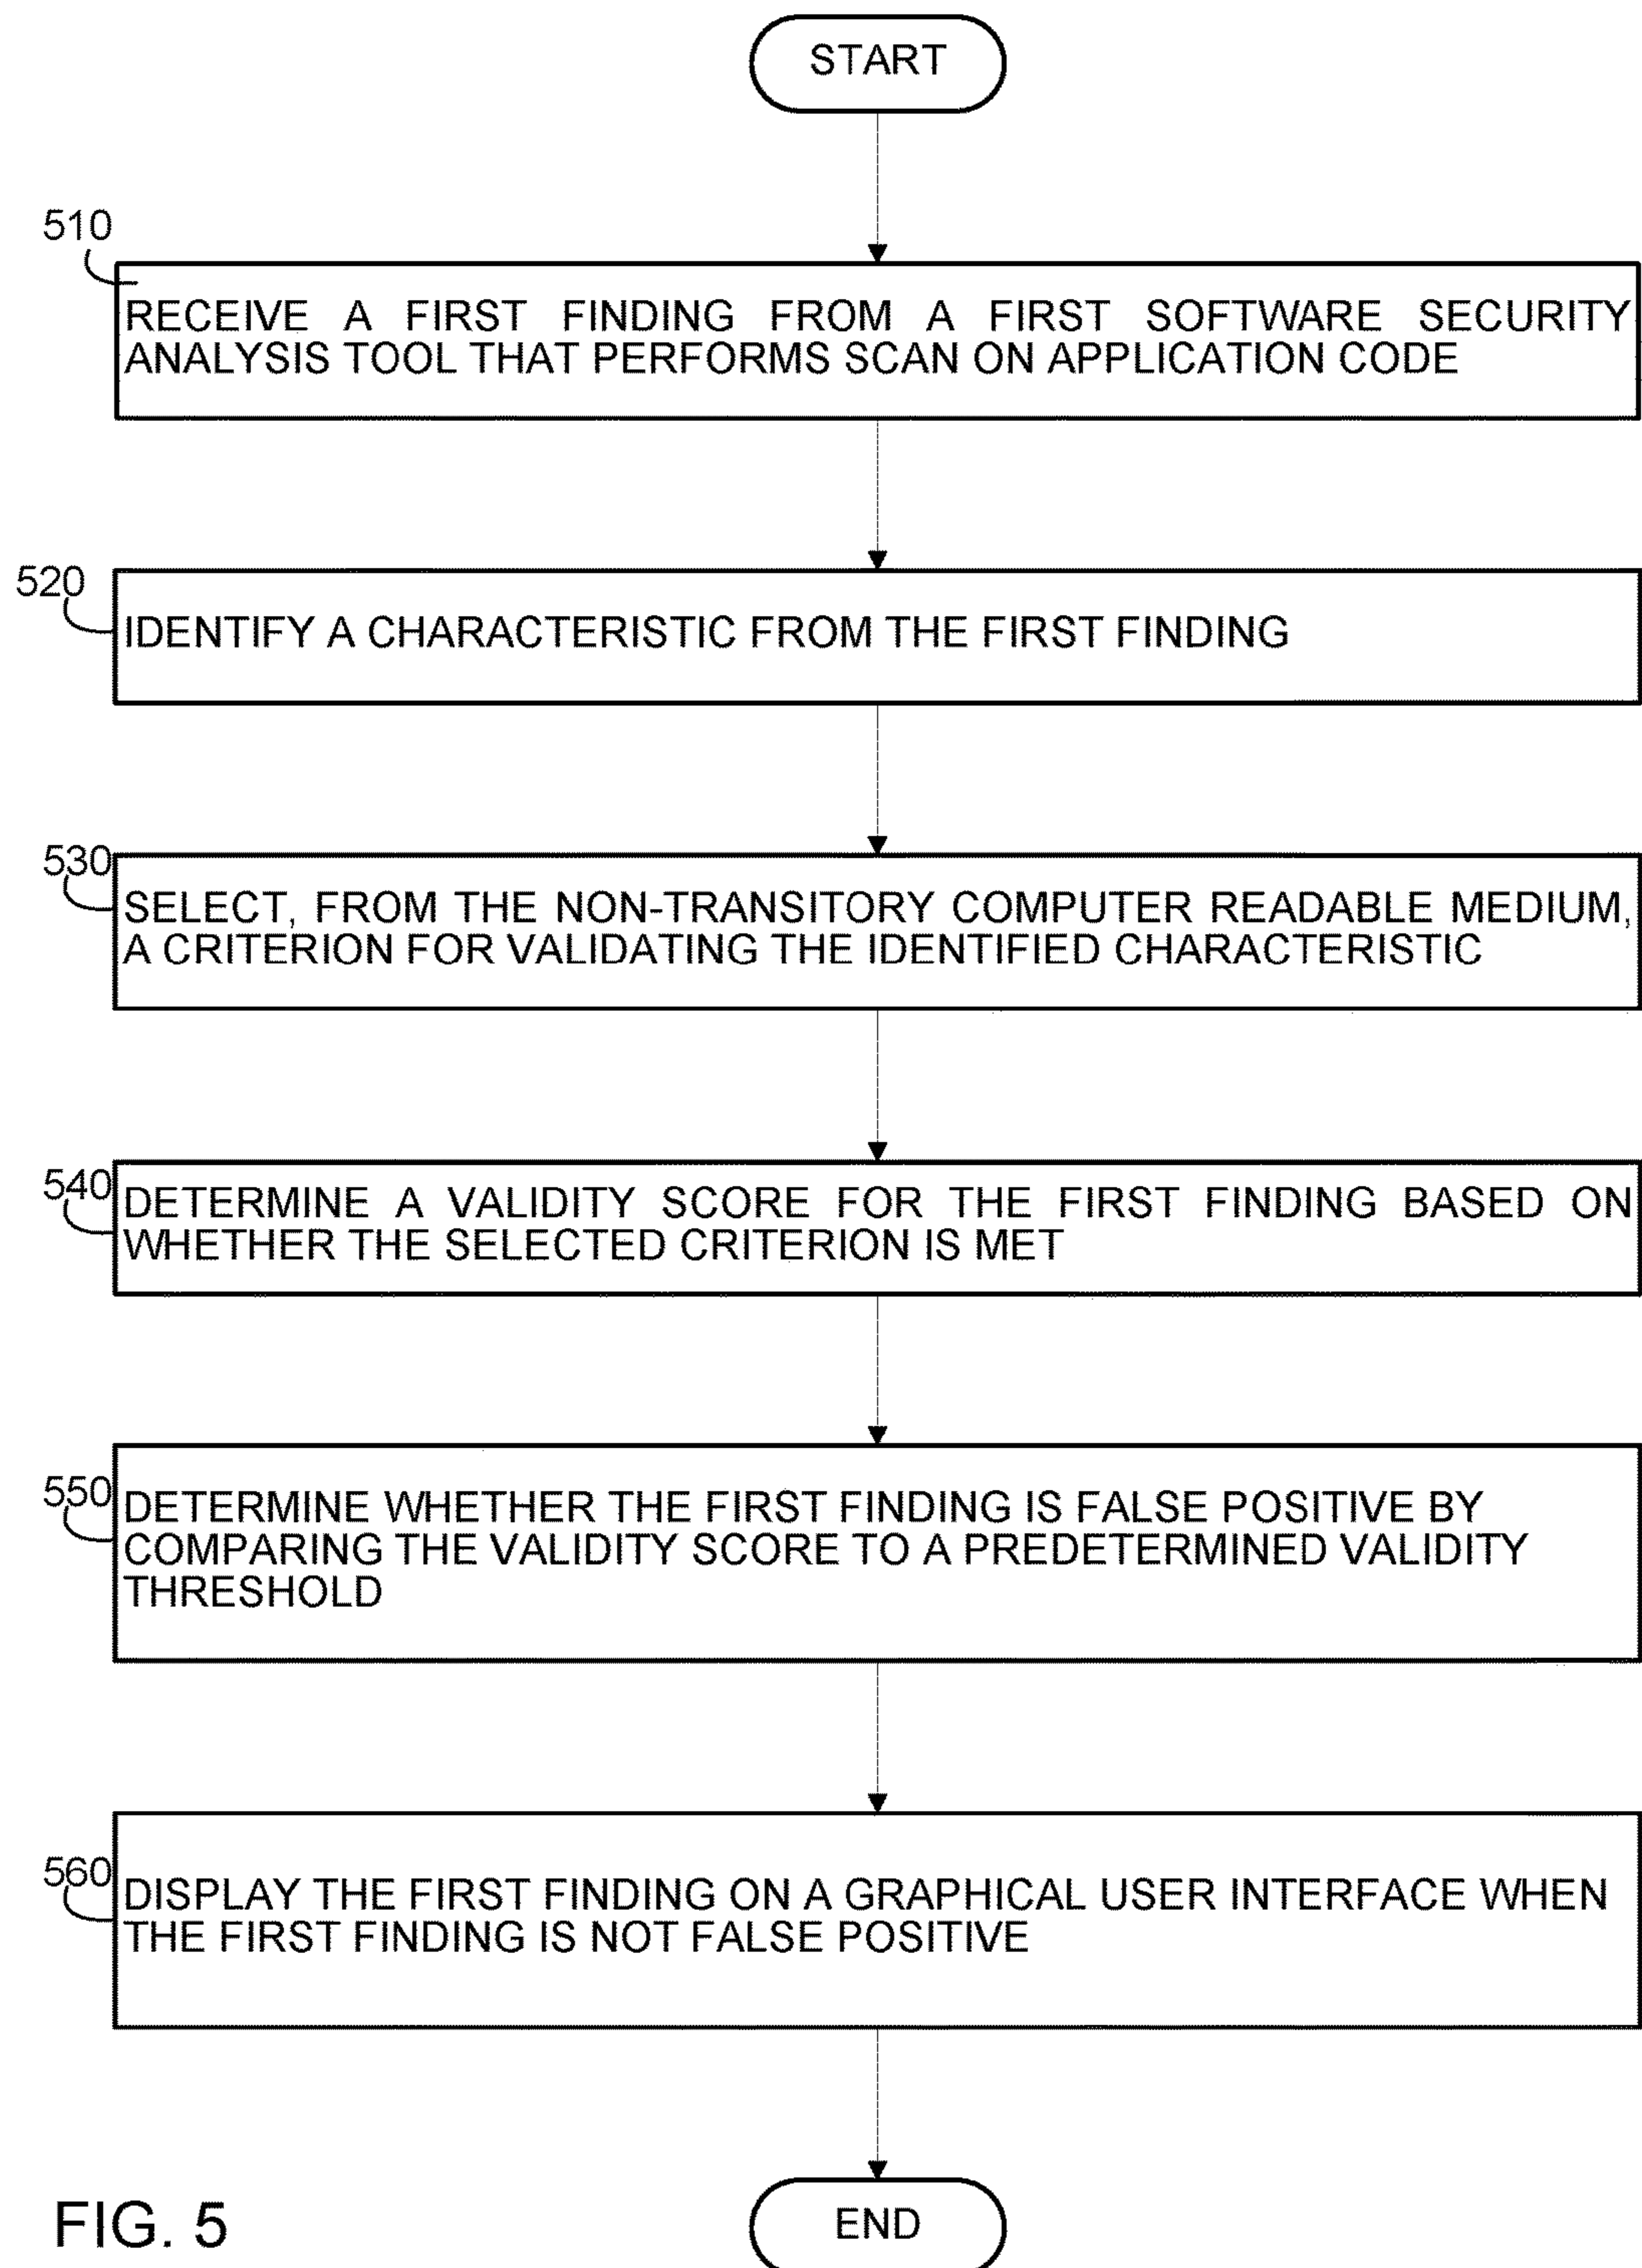 START
510
RECEIVE A FIRST FINDING FROM A FIRST SOFTWARE SECURITY
ANALYSIS TOOL THAT PERFORMS SCAN ON APPLICATION CODE
520
IDENTIFY A CHARACTERISTIC FROM THE FIRST FINDING
530
SELECT, FROM THE NON-TRANSITORY COMPUTER READABLE MEDIUM,
A CRITERION FOR VALIDATING THE IDENTIFIED CHARACTERISTIC
540
DETERMINE A VALIDITY SCORE FOR THE FIRST FINDING BASED ON
WHETHER THE SELECTED CRITERION IS MET
550
DETERMINE WHETHER THE FIRST FINDING IS FALSE POSITIVE BY
COMPARING THE VALIDITY SCORE TO A PREDETERMINED VALIDITY
THRESHOLD
560
DISPLAY THE FIRST FINDING ON A GRAPHICAL USER INTERFACE WHEN
THE FIRST FINDING IS NOT FALSE POSITIVE
END
FIG. 5